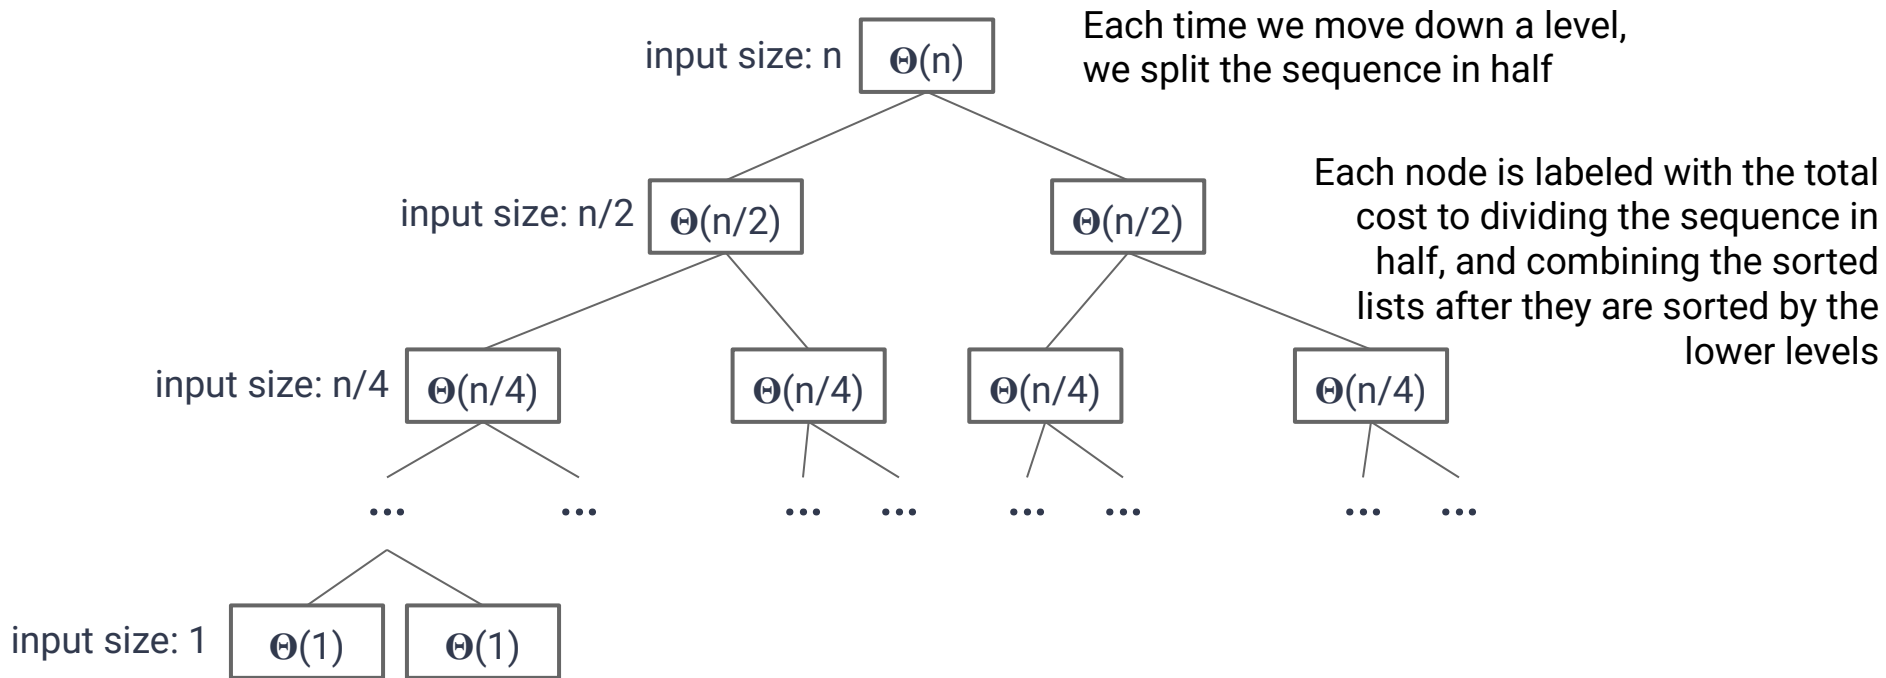 Each time we move down a level,
we split the sequence in half
input size: n
Θ(n)
Each node is labeled with the total
cost to dividing the sequence in
half, and combining the sorted
lists after they are sorted by the
lower levels
input size: n/2
Θ(n/2)
Θ(n/2)
input size: n/4
Θ(n/4)
Θ(n/4)
Θ(n/4)
Θ(n/4)
... ... ... ... ... ... ... ...
input size: 1
Θ(1)
Θ(1)